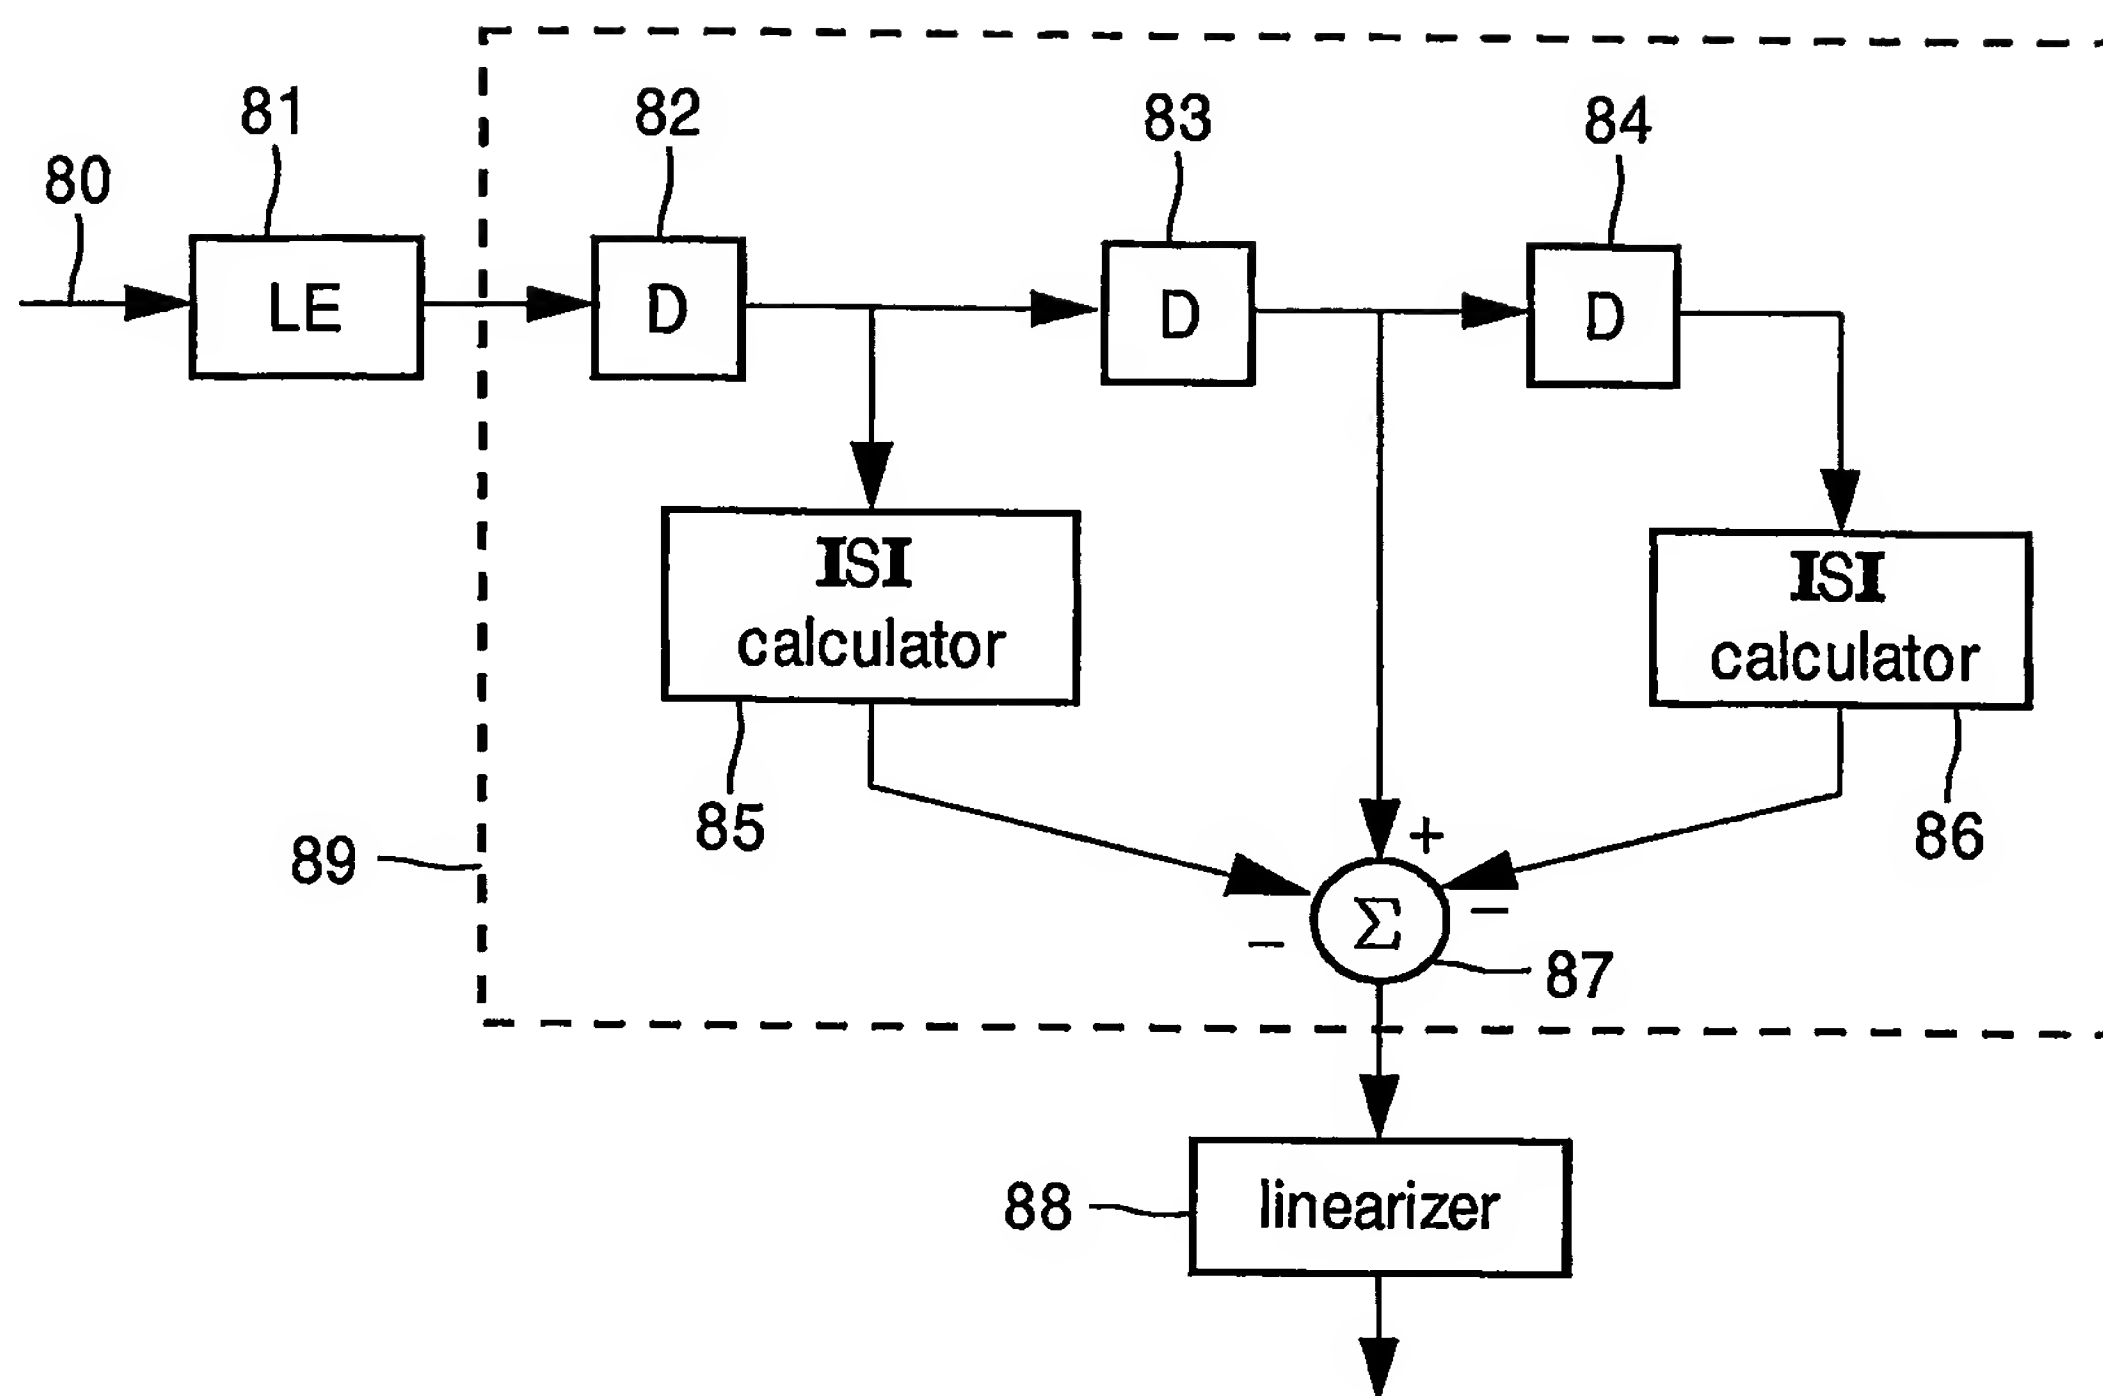 81
82
83
84
80
LE
D
D
D
ISI
calculator
ISI
calculator
85
86
89
+
−
−
Σ
87
88
linearizer